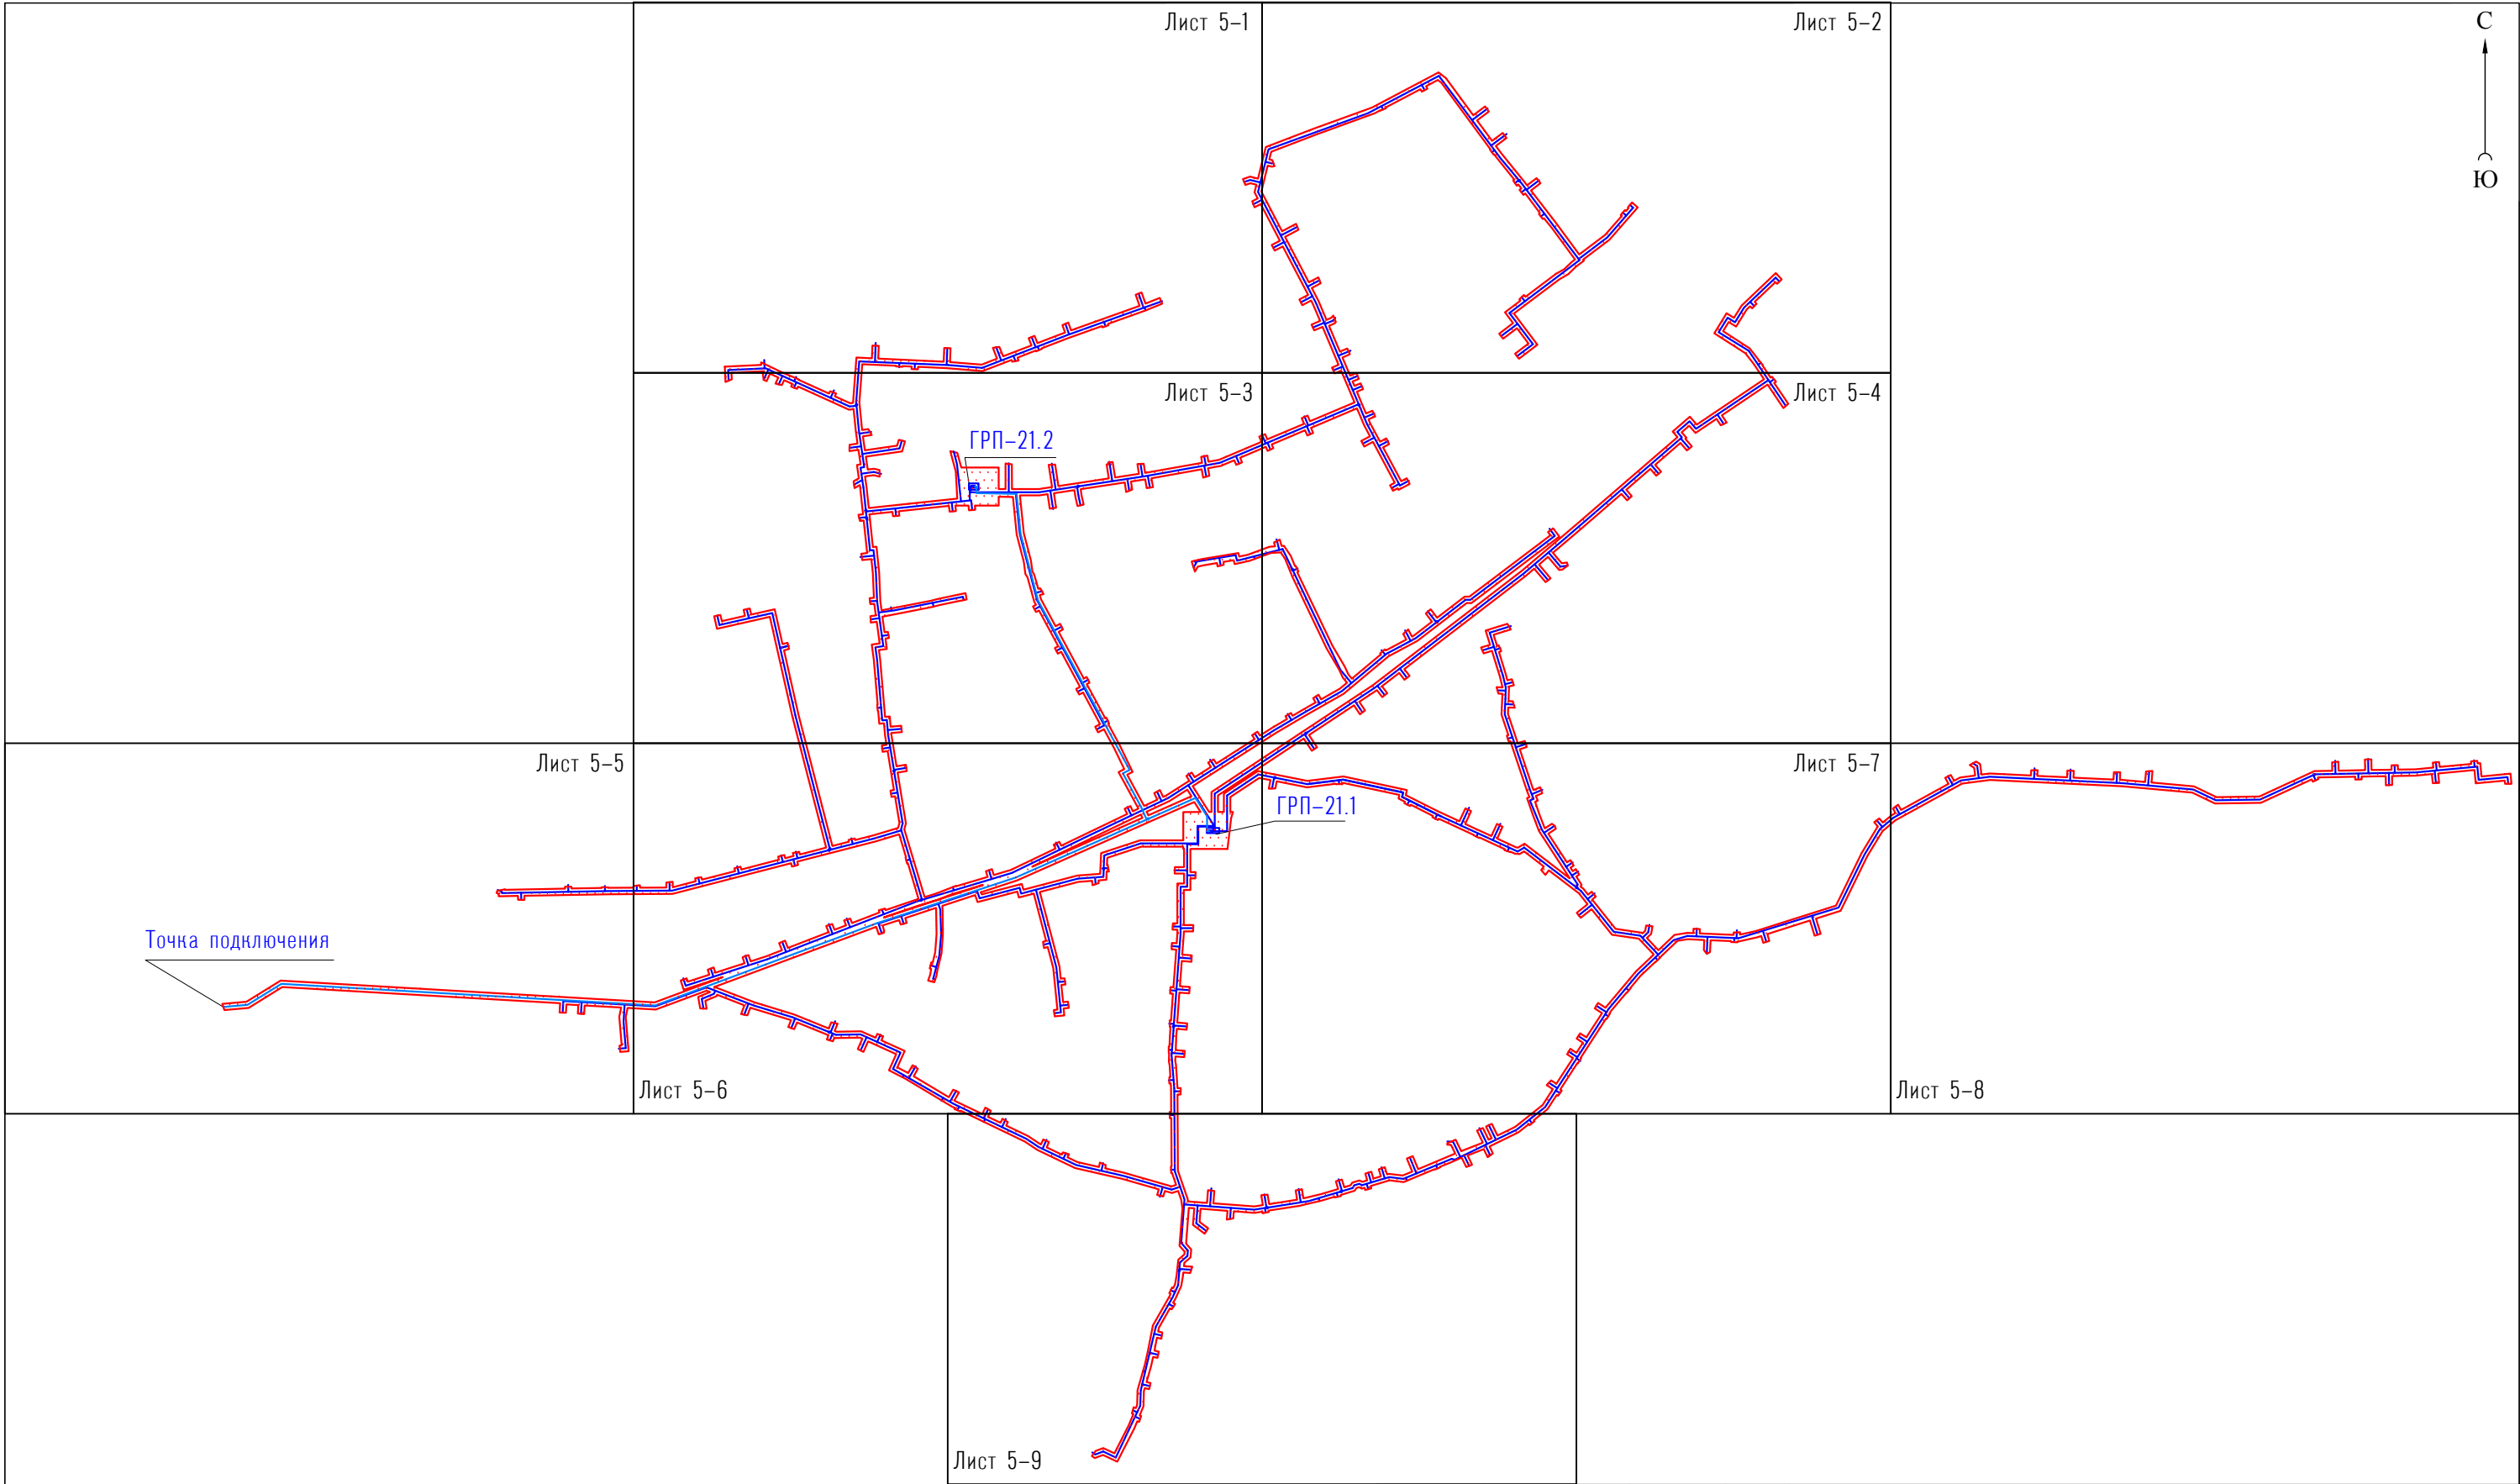 Лист 5–1
Лист 5–2
С
Ю
Лист 5–3
Лист 5–4
ГРП–21.2
Лист 5–5
Лист 5–7
ГРП–21.1
Точка подключения
Лист 5–6
Лист 5–8
Лист 5–9